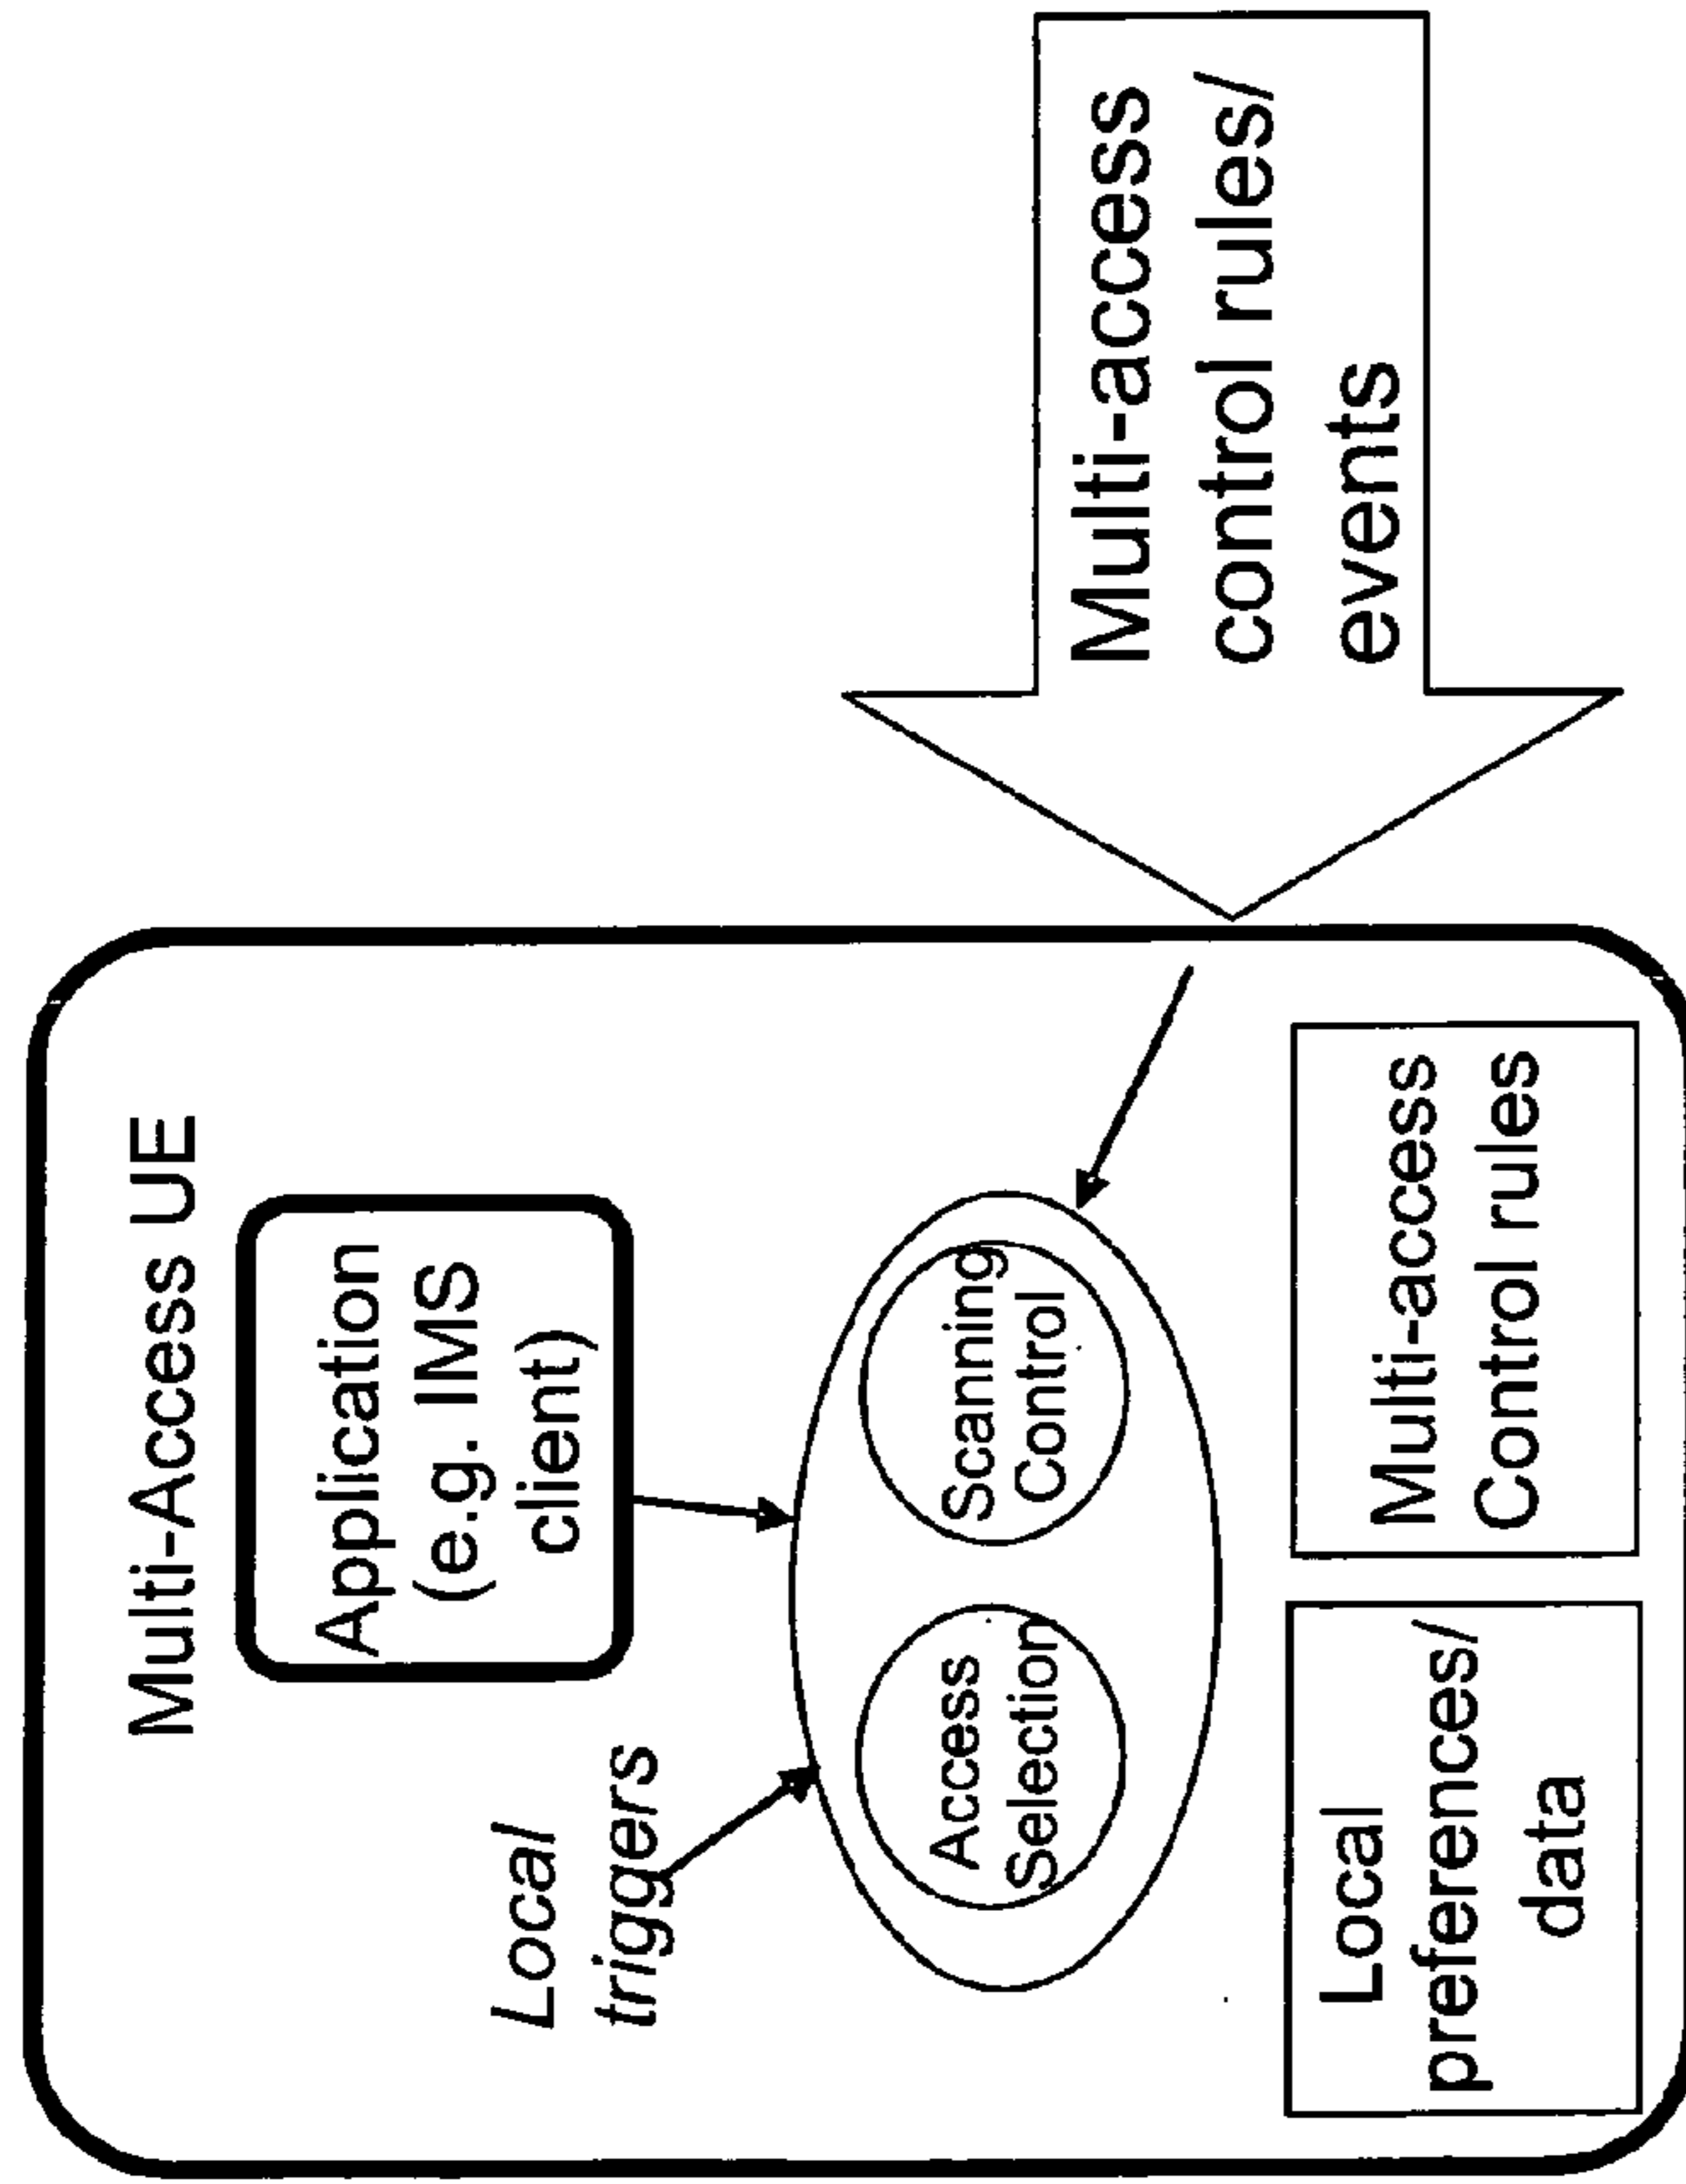 Multi-Access UE
Application
(e.g. IMS
client)
Local
triggers
Access
Selection
Scanning
Control
Local
preferences/
data
Multi-access
Control rules
Multi-access
control rules/
events